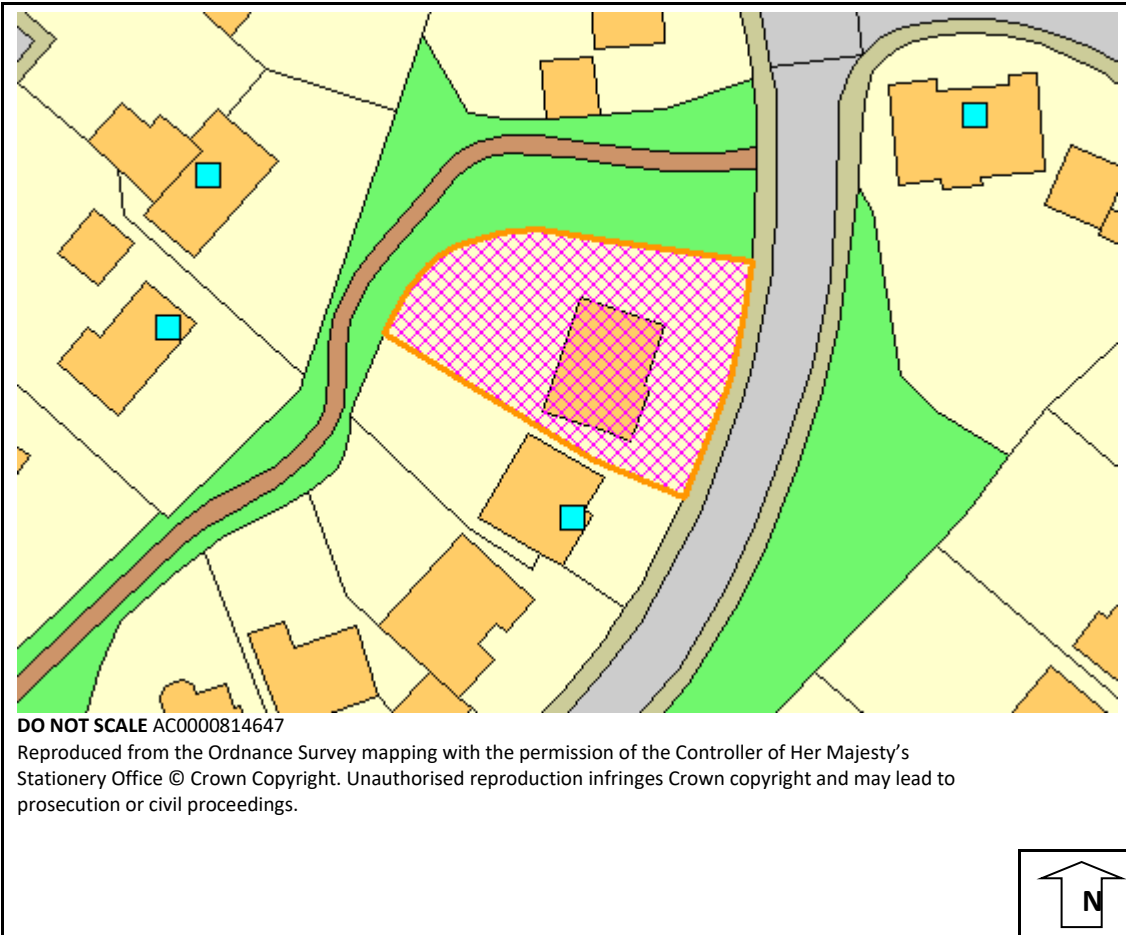 DO NOT SCALE AC0000814647
Reproduced from the Ordnance Survey mapping with the permission of the Controller of Her Majesty’s
Stationery Office © Crown Copyright. Unauthorised reproduction infringes Crown copyright and may lead to
prosecution or civil proceedings.
N